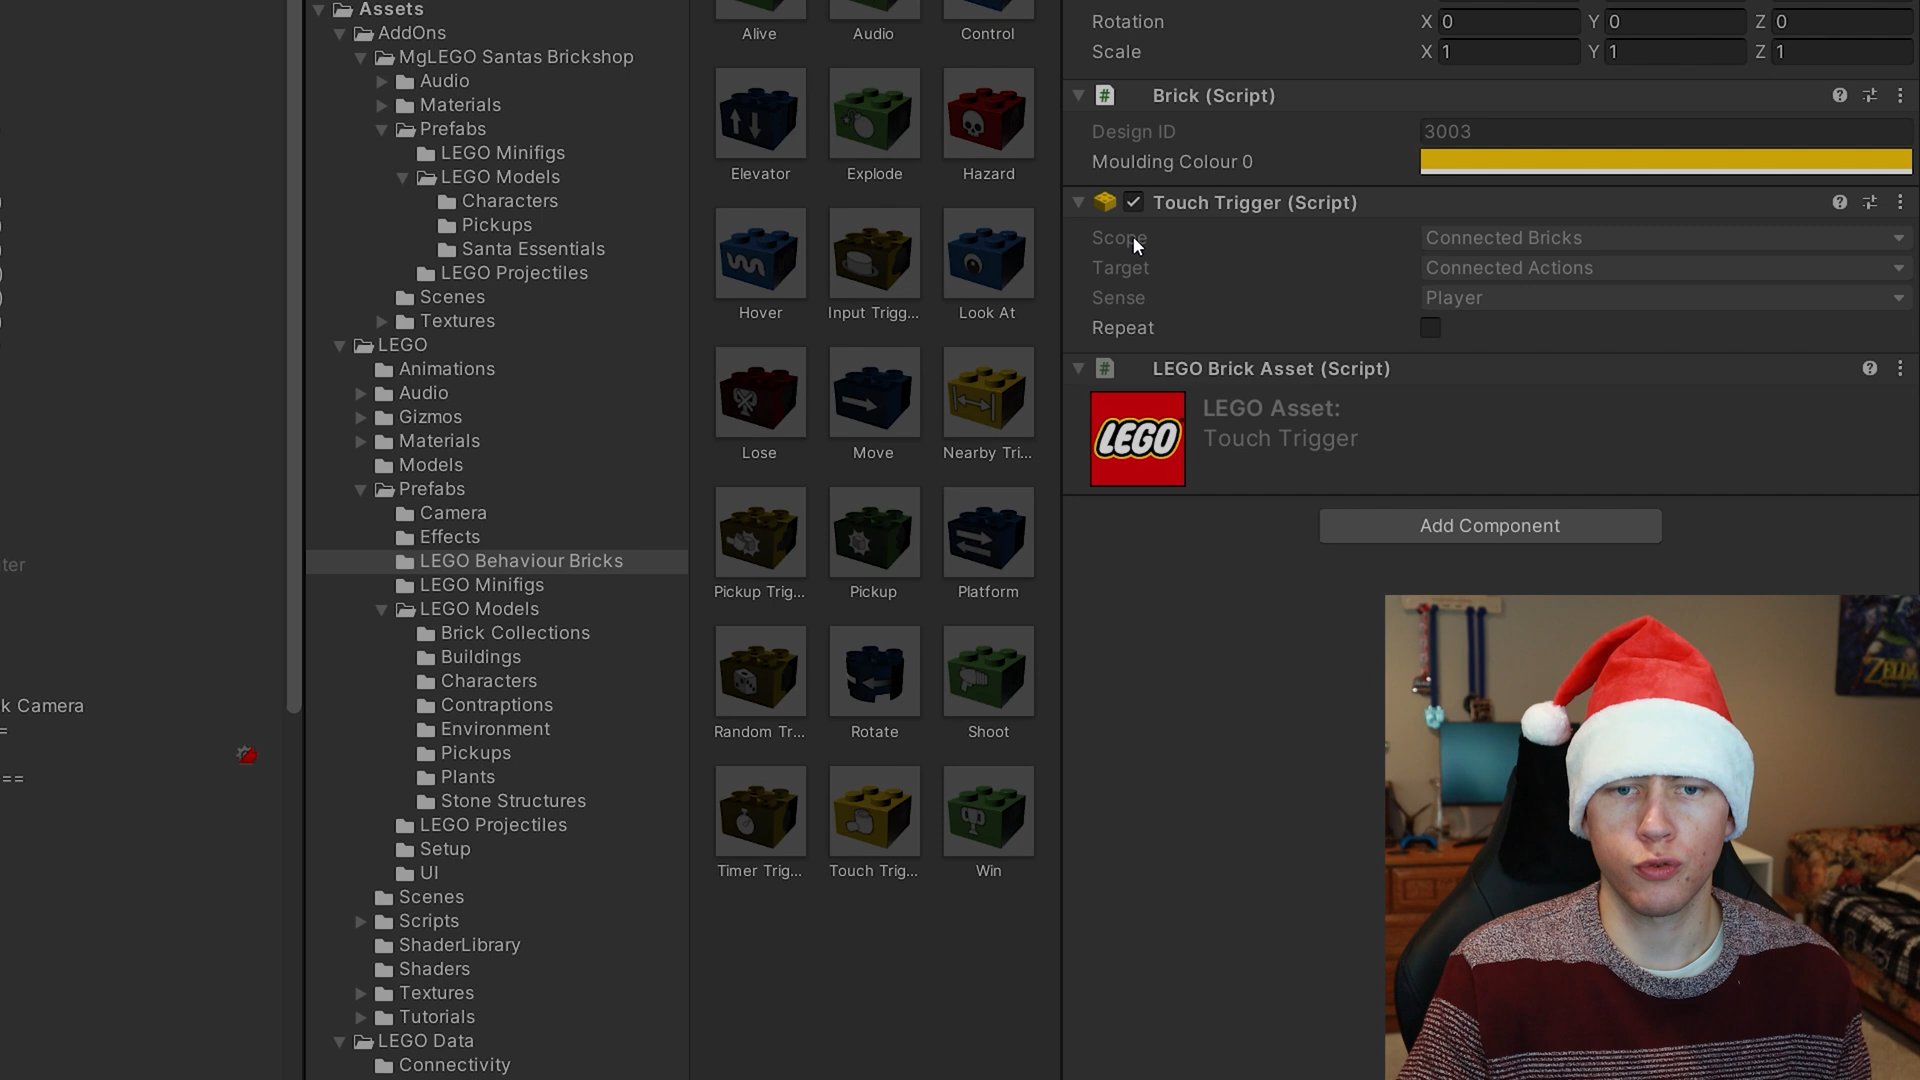 Assets
AddOns
MgLEGO Santas Brickshop
Audio
Materials
Prefabs
LEGO Minifigs
LEGO Models
Characters
Pickups
Santa Essentials
LEGO Projectiles
Scenes
Textures
LEGO
Animations
Audio
Gizmos
Materials
Models
Prefabs
Camera
Effects
LEGO Behaviour Bricks
LEGO Minifigs
LEGO Models
Brick Collections
Buildings
Characters
Contraptions
Environment
Pickups
Plants
Stone Structures
LEGO Projectiles
Setup
UI
Scenes
Scripts
ShaderLibrary
Shaders
Textures
Tutorials
LEGO Data
Connectivity
ter
k Camera
=
==
Alive Audio Control
Elevator Explode Hazard
Hover Input Trigg... Look At
Lose Move Nearby Tri...
Pickup Trig... Pickup Platform
Random Tr... Rotate Shoot
Timer Trig... Touch Trig... Win
Rotation X 0 Y 0 Z 0
Scale X 1 Y 1 Z 1
# Brick (Script)
Design ID 3003
Moulding Colour 0
Touch Trigger (Script)
Scope Connected Bricks
Target Connected Actions
Sense Player
Repeat
# LEGO Brick Asset (Script)
LEGO
LEGO Asset:
Touch Trigger
Add Component
ZELDA